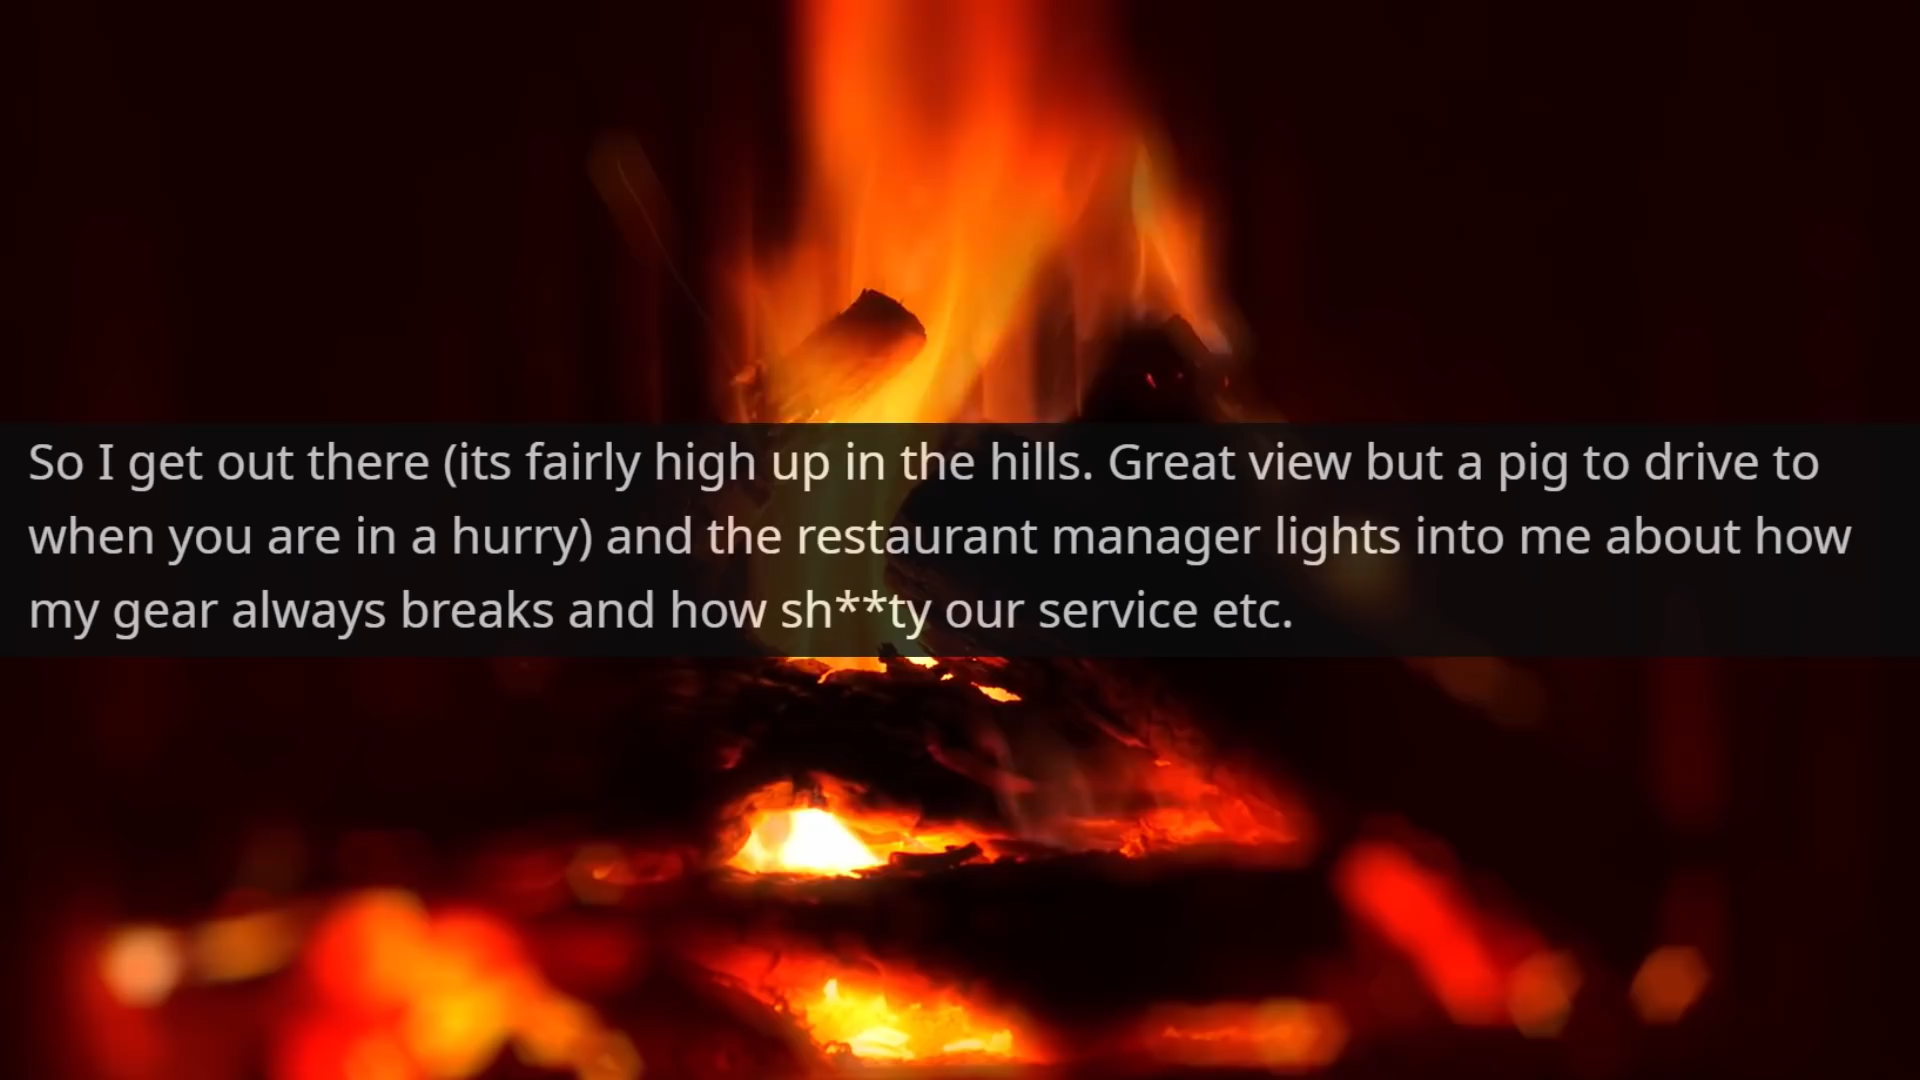 So I get out there (its fairly high up in the hills. Great view but a pig to drive to
when you are in a hurry) and the restaurant manager lights into me about how
my gear always breaks and how sh**ty our service etc.